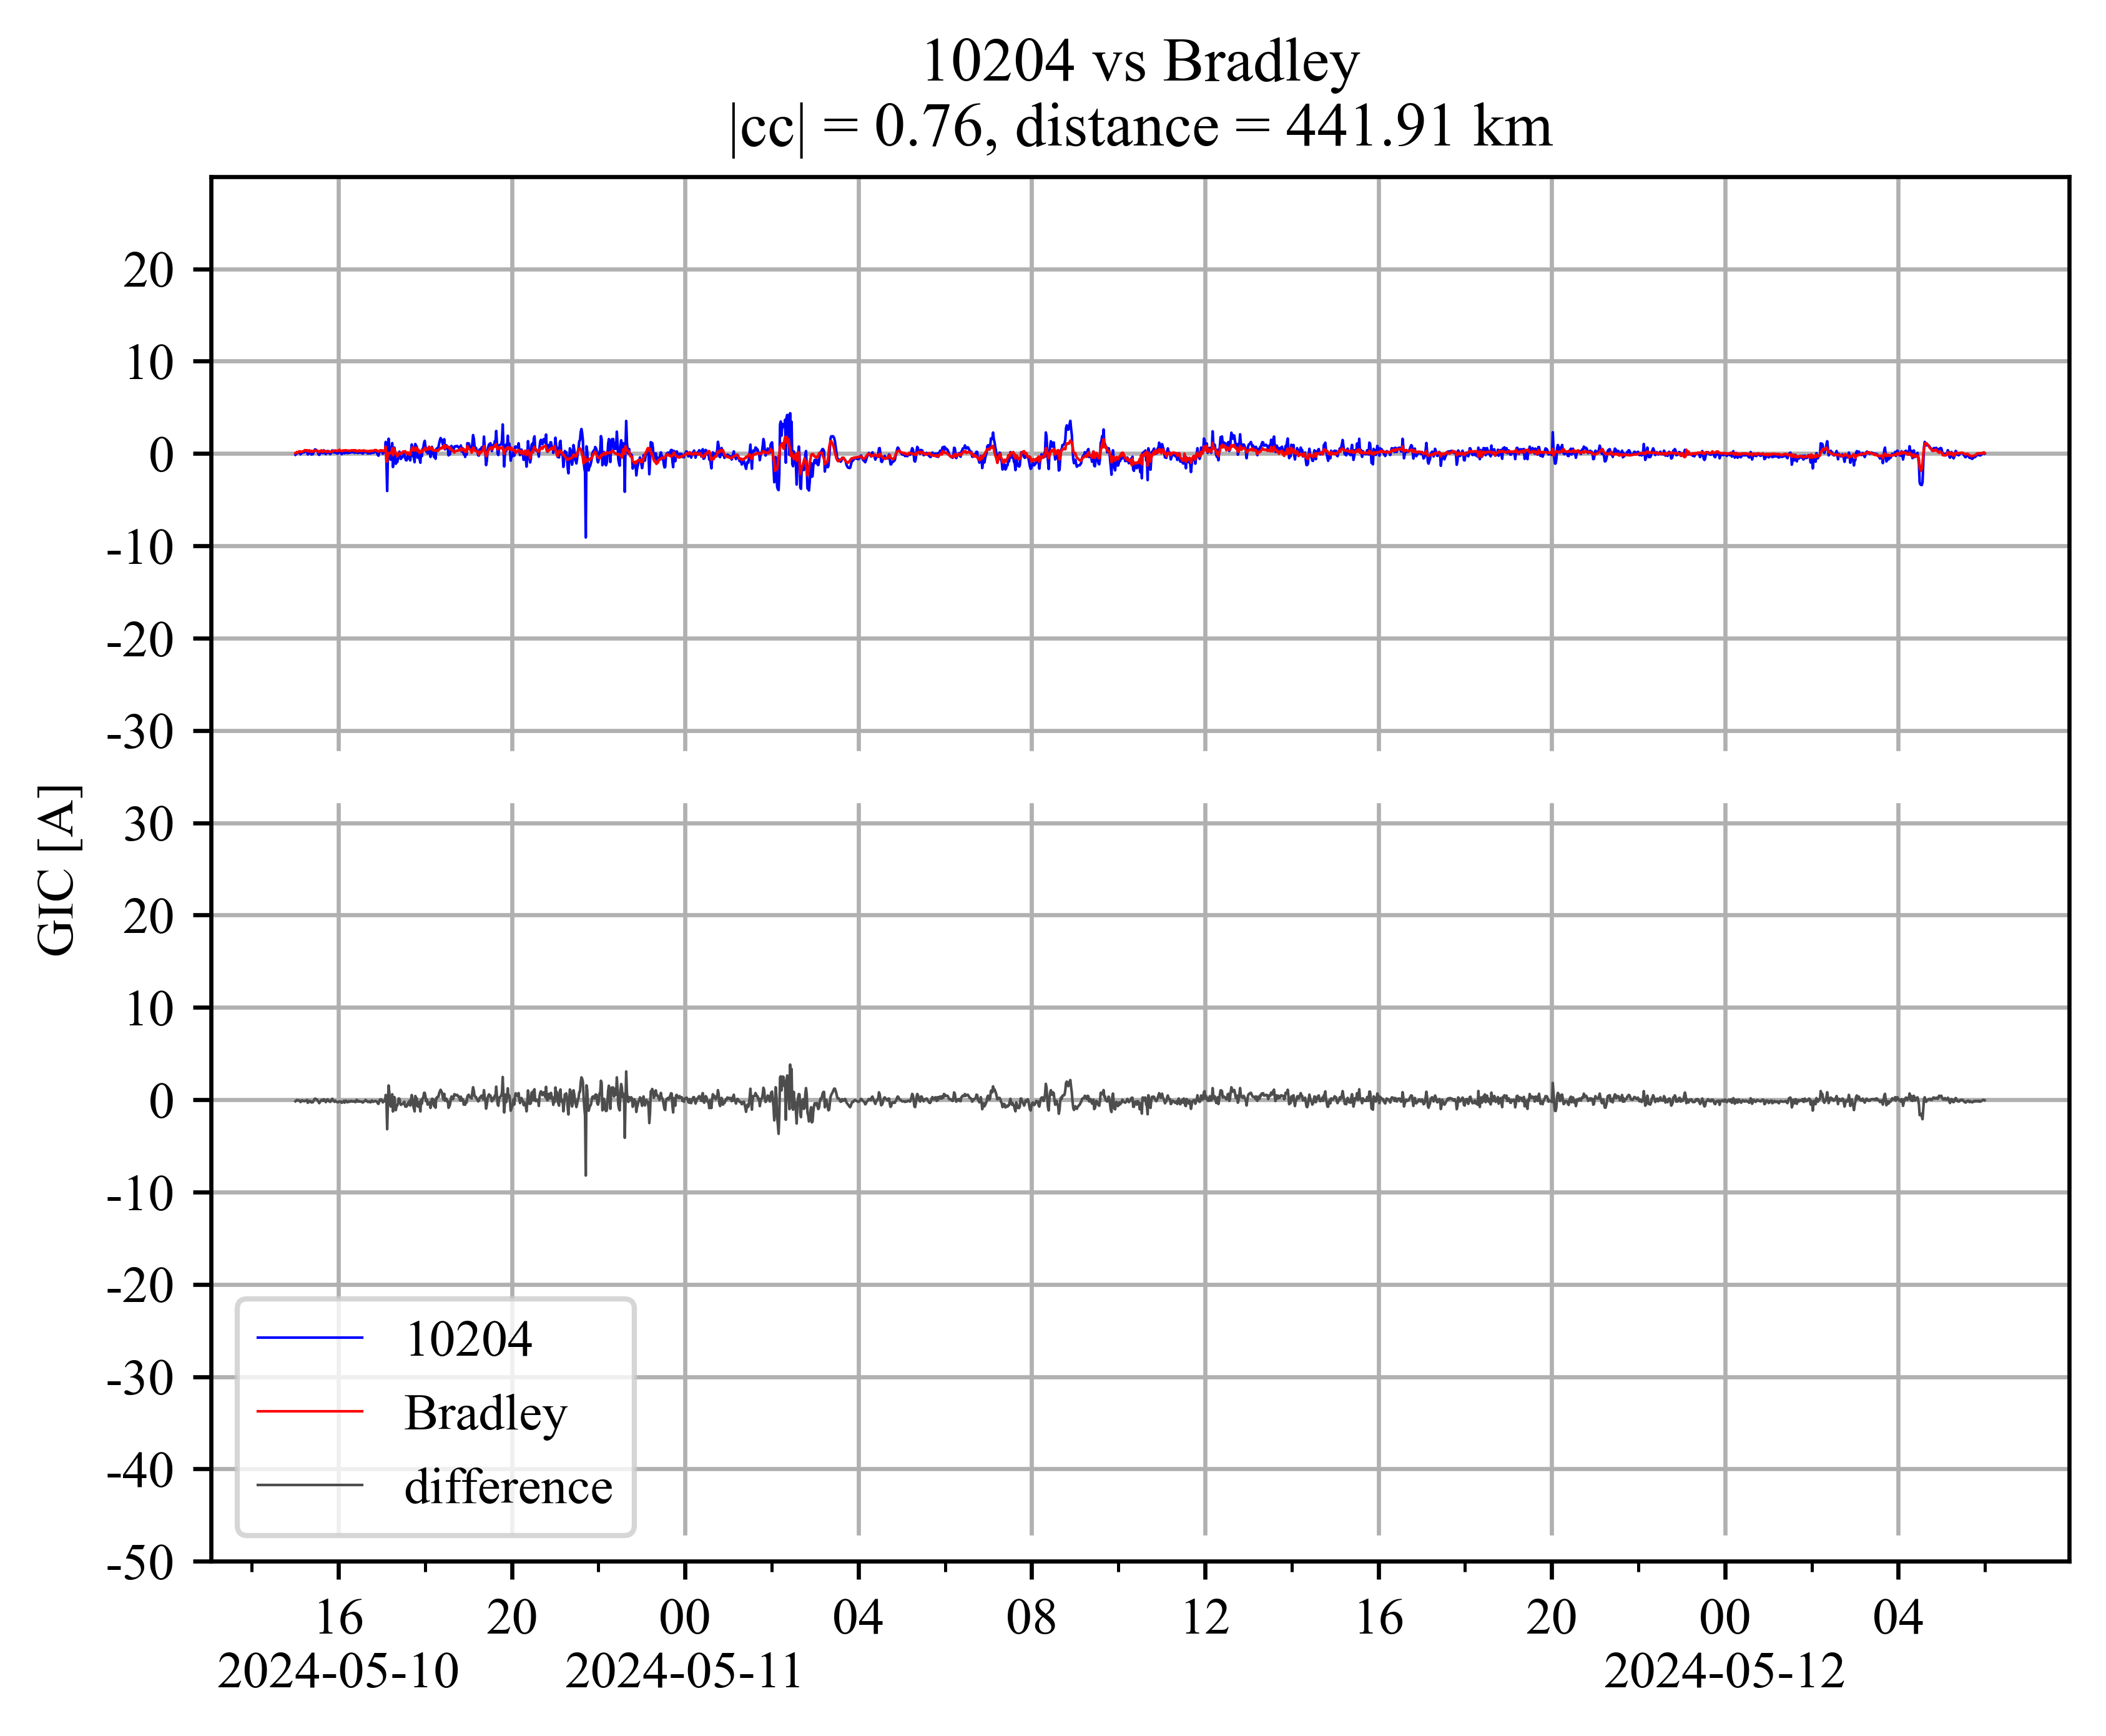 10204 vs Bradley
|cc| = 0.76, distance = 441.91 km
GIC [A]
20
10
0
-10
-20
-30
30
20
10
0
-10
-20
-30
-40
-50
10204
Bradley
difference
16 20 00 04 08 12 16 20 00 04
2024-05-10 2024-05-11 2024-05-12